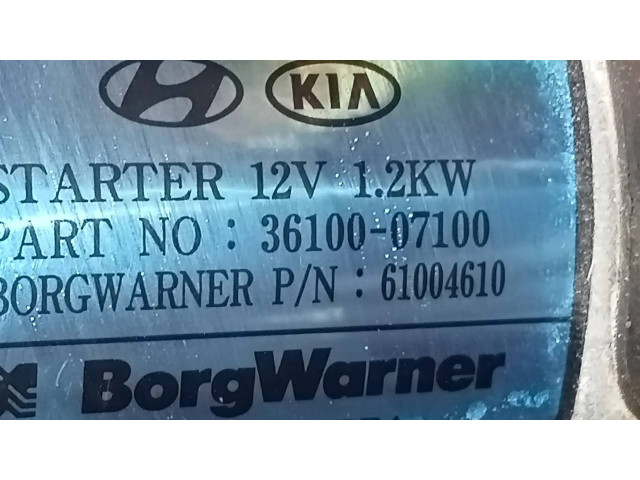 KIA
STARTER 12V 1.2KW
PART NO : 36100-07100
BORGWARNER P/N : 61004610
BorgWarner